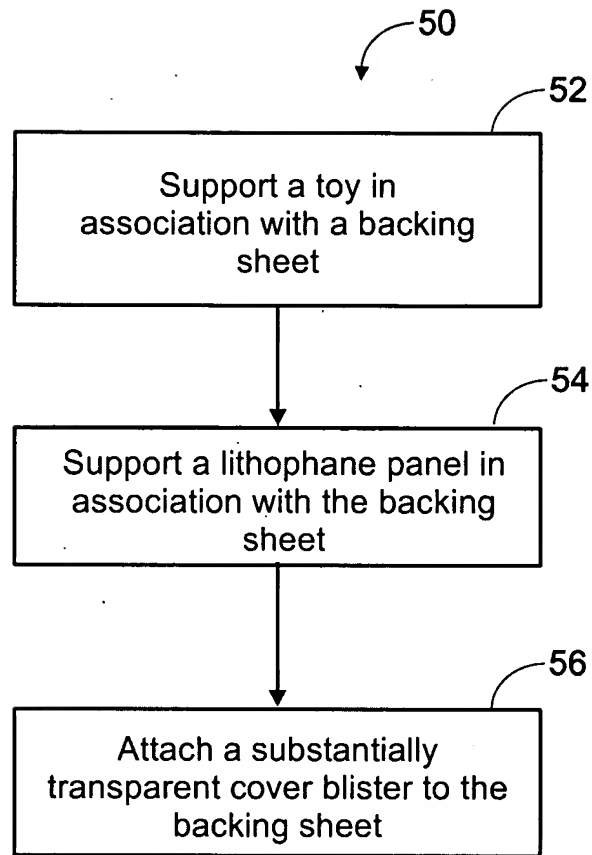 50
52
Support a toy in
association with a backing
sheet
54
Support a lithophane panel in
association with the backing
sheet
56
Attach a substantially
transparent cover blister to the
backing sheet